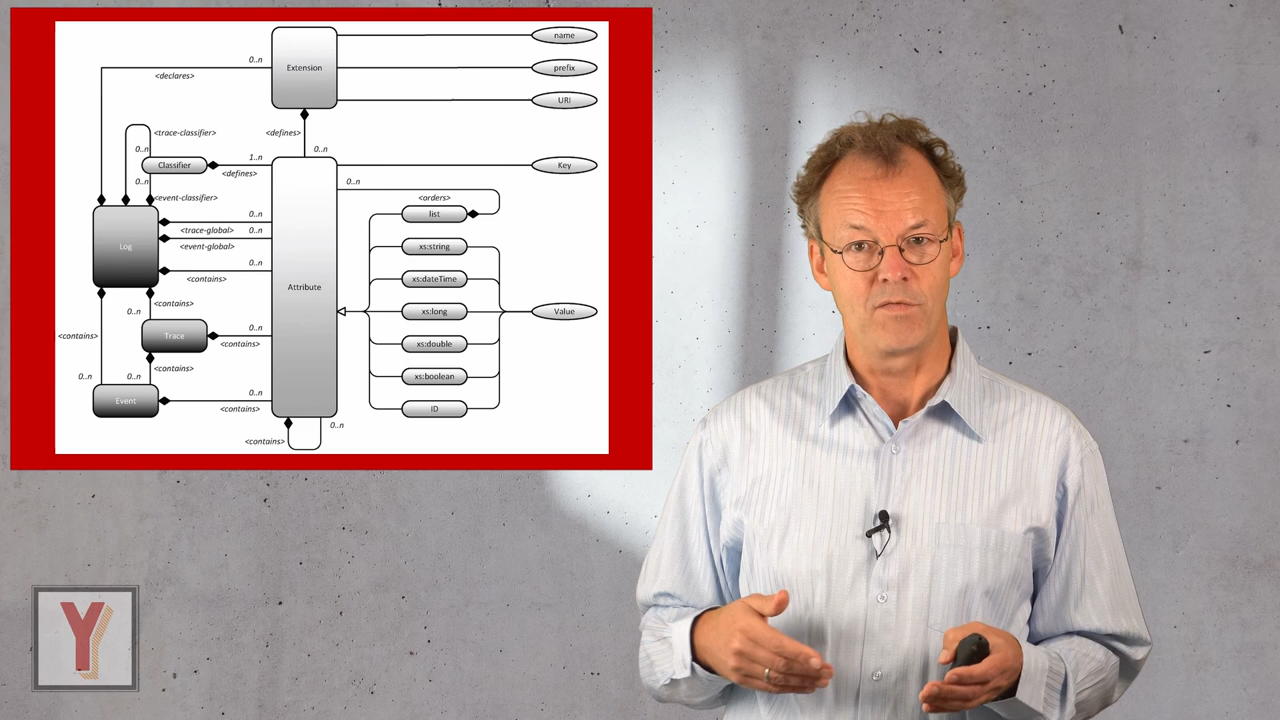 name
0..n
Extension
prefix
<declares>
URI
<trace-classifier>
<defines>
0..n
0..n
Classifier
1..n
Key
<defines>
0..n
0..n
<event-classifier>
<orders>
0..n
list
<trace-global>
0..n
Log
<event-global>
xs:string
0..n
<contains>
xs:dateTime
Attribute
<contains>
0..n
xs:long
Value
<contains>
Trace
0..n
<contains>
xs:double
<contains>
0..n
0..n
xs:boolean
0..n
Event
<contains>
ID
0..n
<contains>
Y